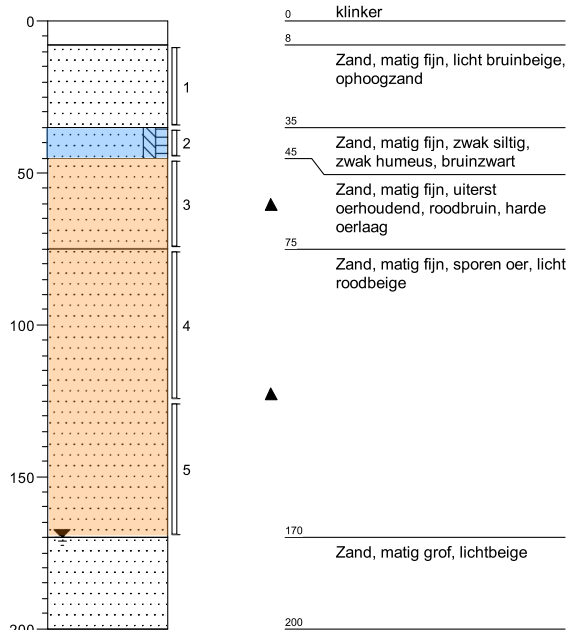 0
klinker
8
Zand, matig fijn, licht bruinbeige,
ophoogzand
1
35
Zand, matig fijn, zwak siltig,
zwak humeus, bruinzwart
2
45
50
Zand, matig fijn, uiterst
oerhoudend, roodbruin, harde
oerlaag
3
75
Zand, matig fijn, sporen oer, licht
roodbeige
100
4
150
5
170
Zand, matig grof, lichtbeige
200
0
200